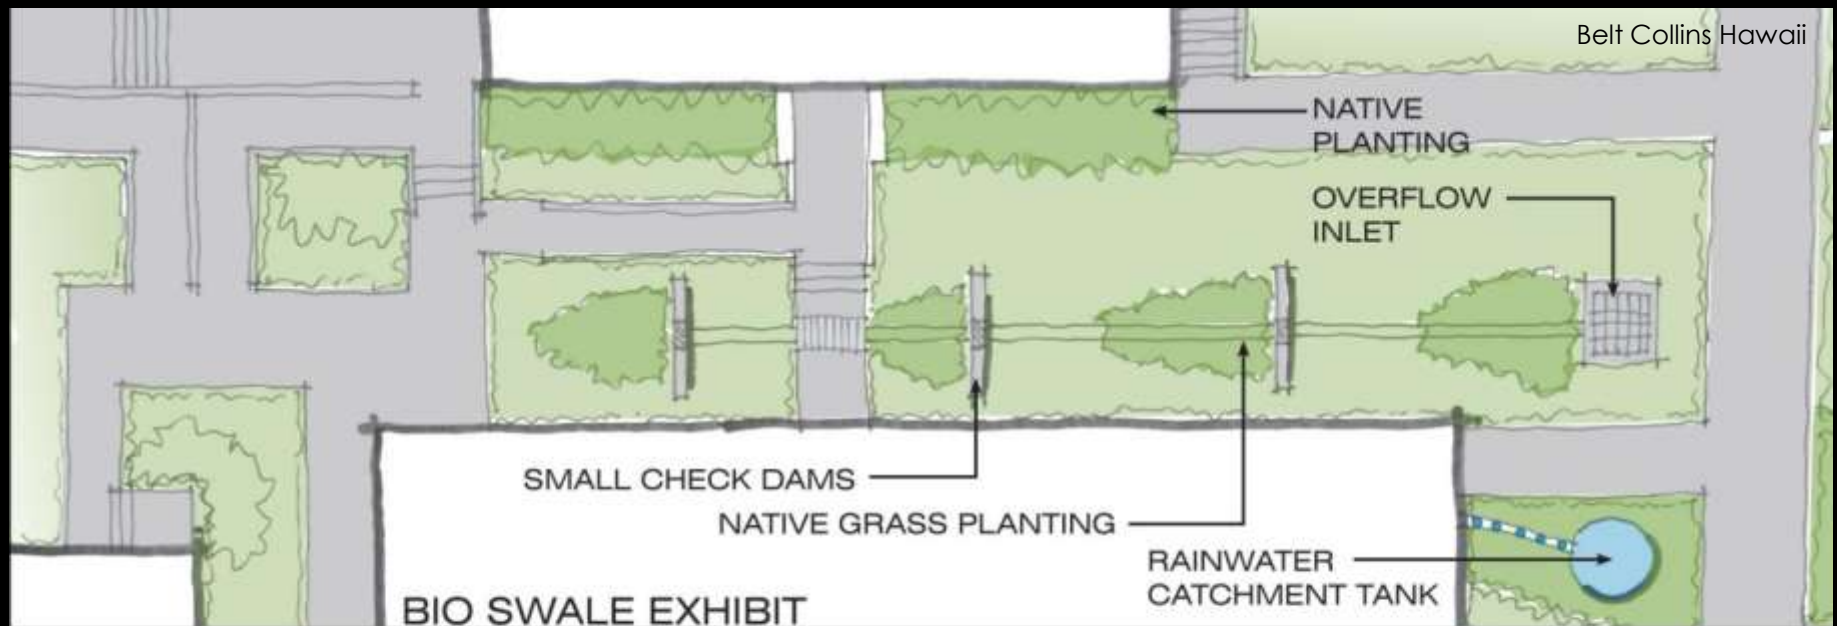 Belt Collins Hawaii
NATIVE
PLANTING
OVERFLOW
INLET
SMALL CHECK DAMS
NATIVE GRASS PLANTING
RAINWATER
CATCHMENT TANK
BIO SWALE EXHIBIT